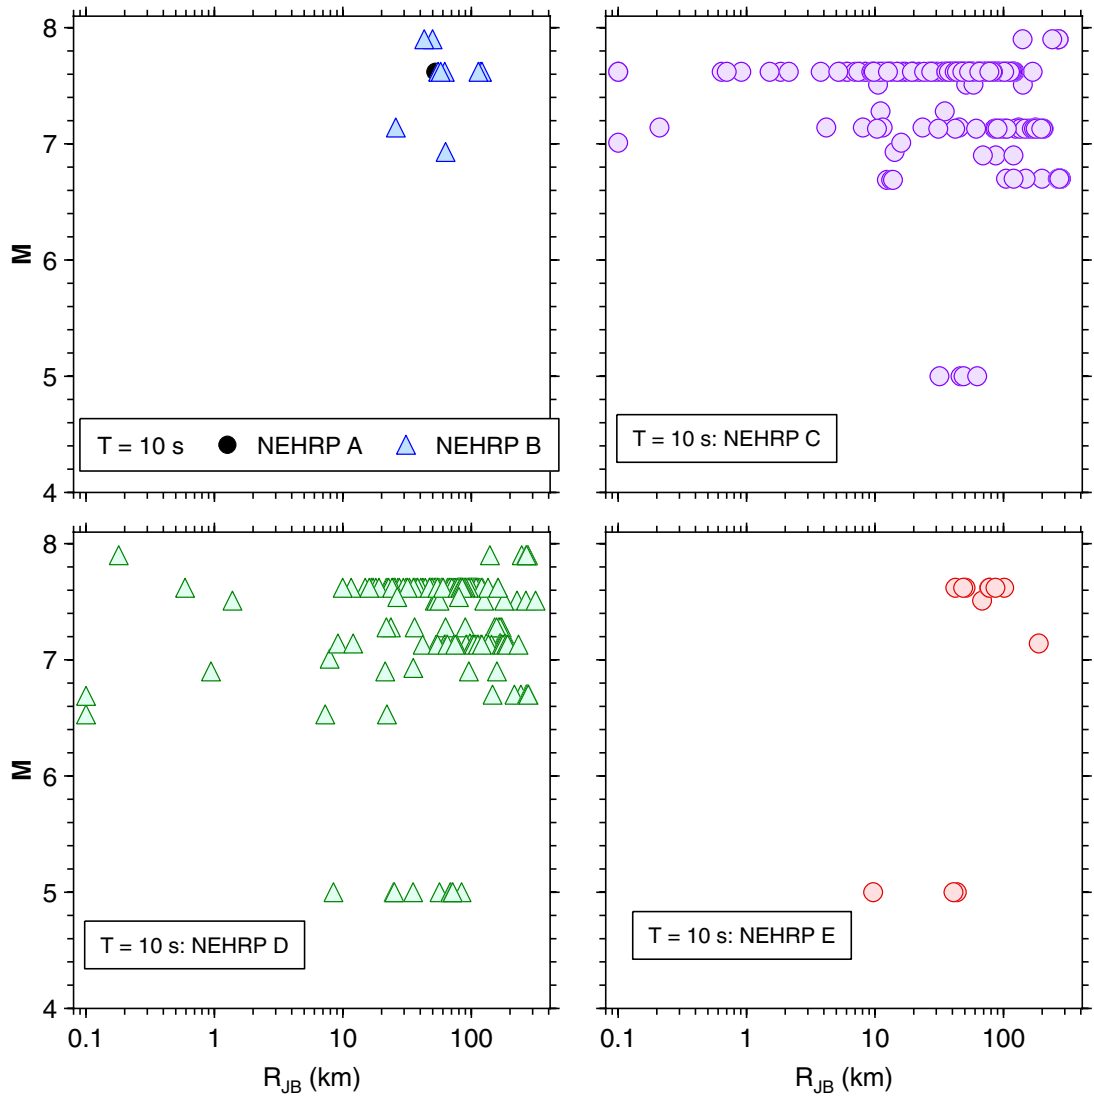 8
7
6
5
4
M
T = 10 s NEHRP A NEHRP B
T = 10 s: NEHRP C
8
7
6
5
4
M
T = 10 s: NEHRP D
T = 10 s: NEHRP E
0.1 1 10 100
0.1 1 10 100
R_JB (km)
R_JB (km)